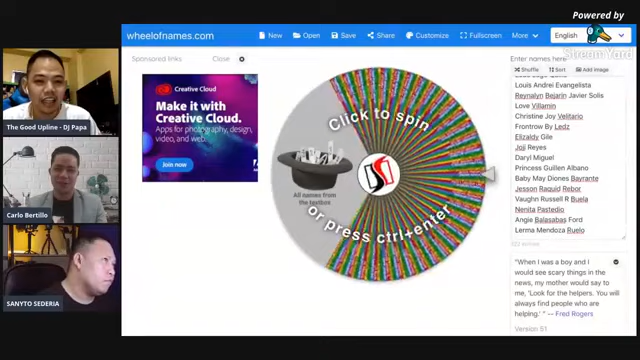 Powered by
StreamYard
wheelofnames.com
New
Open
Save
Share
Customize
Fullscreen
More
English
Sponsored links
Close
Enter names here
Shuffle
Sort
Add image
Creative Cloud
Make it with
Creative Cloud.
Apps for photography, design,
video, and web.
Join now
Click to spin
or press ctrl+enter
All names from
the textbox
Louis Andrei Evangelista
Reynalyn Bejarin Javier Solis
Love Villamin
Christine Joy Velitario
Frontrow By Ledz
Elizaldy Gile
Joji Reyes
Daryl Miguel
Princess Guillen Albano
Baby May Diones Bayrante
Jesson Raquid Rebor
Vaughn Russell R Buela
Nenita Pastedio
Angie Balasabas Ford
Lerma Mendoza Ruelo
"When I was a boy and I
would see scary things in the
news, my mother would say to
me, 'Look for the helpers. You will
always find people who are
helping.' " -- Fred Rogers
Version 51
The Good Upline - DJ Papa
Carlo Bertillo
SANYTO SEDERIA